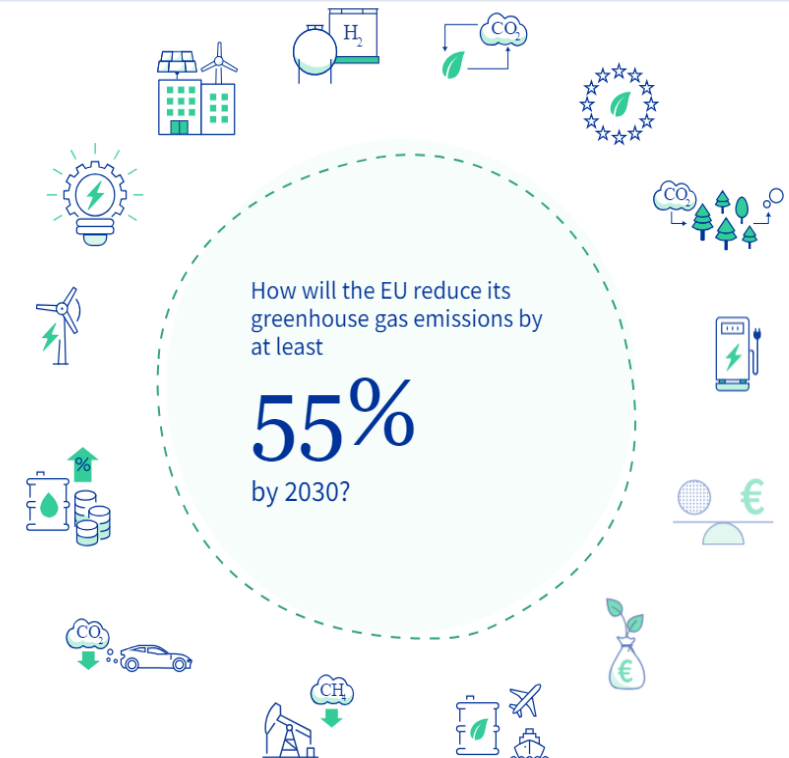 H2
CO2
CO2
How will the EU reduce its
greenhouse gas emissions by
at least
55%
by 2030?
€
%
€
CO2
CH4